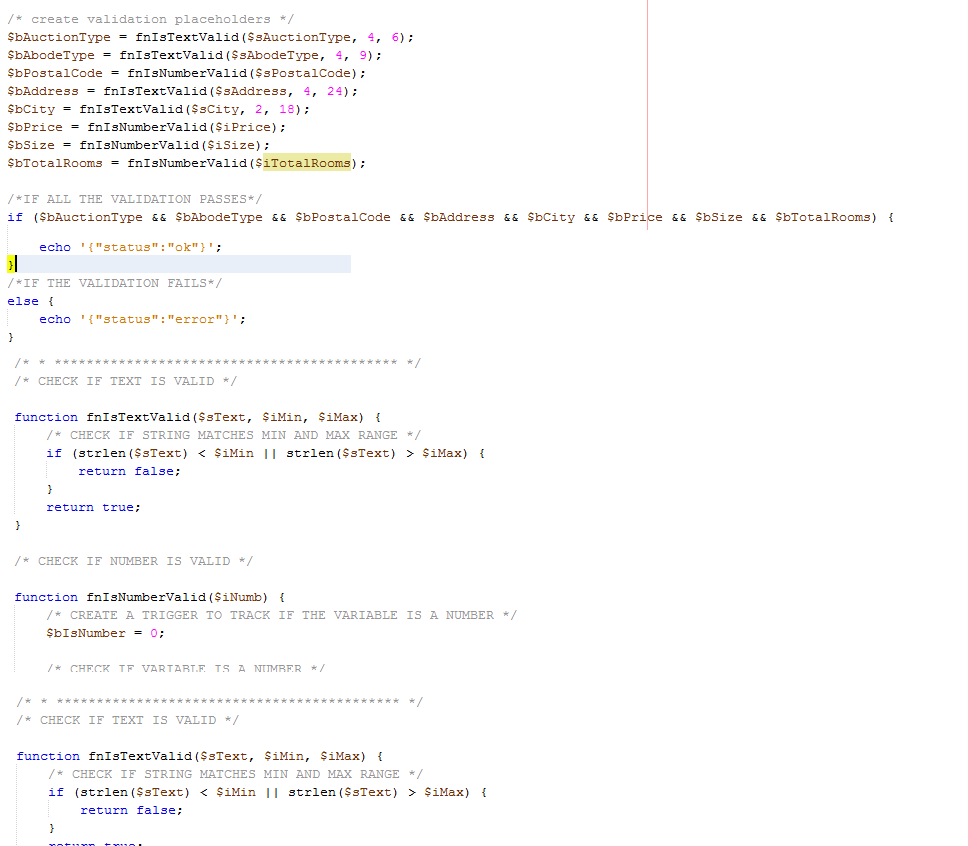 /* create validation placeholders */
$bAuctionType = fnIsTextValid($sAuctionType, 4, 6);
$bAbodeType = fnIsTextValid($sAbodeType, 4, 9);
$bPostalCode = fnIsNumberValid($sPostalCode);
$bAddress = fnIsTextValid($sAddress, 4, 24);
$bCity = fnIsTextValid($sCity, 2, 18);
$bPrice = fnIsNumberValid($iPrice);
$bSize = fnIsNumberValid($iSize);
$bTotalRooms = fnIsNumberValid($iTotalRooms);
/*IF ALL THE VALIDATION PASSES*/
if ($bAuctionType && $bAbodeType && $bPostalCode && $bAddress && $bCity && $bPrice && $bSize && $bTotalRooms) {
echo '{"status":"ok"}';
}
/*IF THE VALIDATION FAILS*/
else {
echo '{"status":"error"}';
}
/* * ******************************************* */
/* CHECK IF TEXT IS VALID */
function fnIsTextValid($sText, $iMin, $iMax) {
/* CHECK IF STRING MATCHES MIN AND MAX RANGE */
if (strlen($sText) < $iMin || strlen($sText) > $iMax) {
return false;
}
return true;
}
/* CHECK IF NUMBER IS VALID */
function fnIsNumberValid($iNumb) {
/* CREATE A TRIGGER TO TRACK IF THE VARIABLE IS A NUMBER */
$bIsNumber = 0;
/* CHECK IF VARIABLE IS A NUMBER */
/* * ******************************************* */
/* CHECK IF TEXT IS VALID */
function fnIsTextValid($sText, $iMin, $iMax) {
/* CHECK IF STRING MATCHES MIN AND MAX RANGE */
if (strlen($sText) < $iMin || strlen($sText) > $iMax) {
return false;
}
return true;